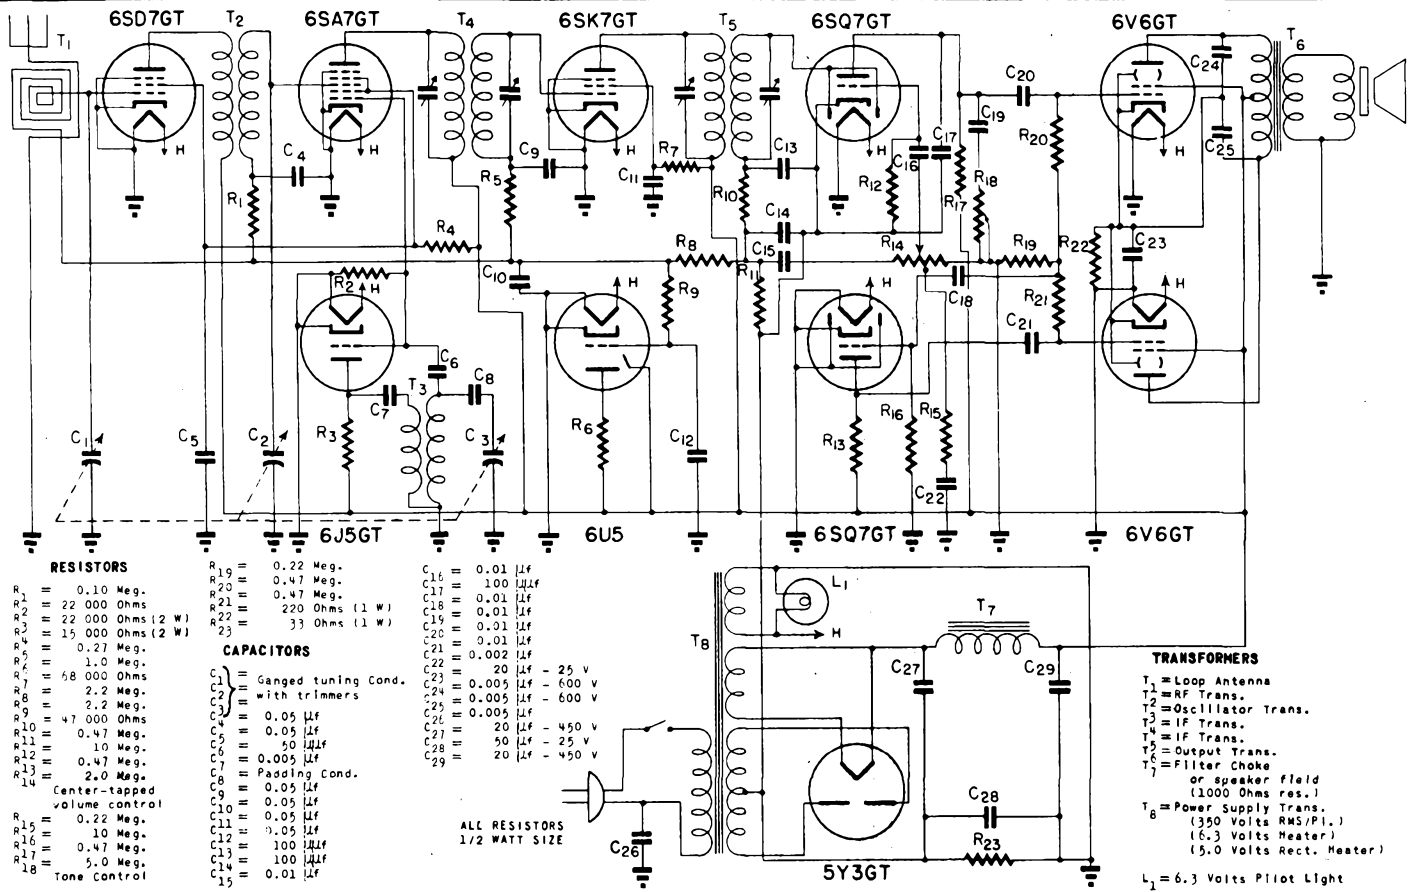 6SD7GT T2 6SA7GT T4 6SK7GT T5 6SQ7GT 6V6GT
T1 T6
C24
C20
H H H H C19 R20 H C25
C4 C9 C11 R7 C13 R12 C16 C17
R1 R5 R10 R17 R18
R4 C14 R22 C23
R8 C15 R14 R19
R2 H C10 H R9 R11 H C18 R21 H
C21
C6
T3 C8
C7
R3 R6 R13 R16 R15
C1 C5 C2 C3 C12
C22
6J5GT 6U5 6SQ7GT 6V6GT
RESISTORS
R1 = 0.10 Meg.
R2 = 22 000 Ohms
R3 = 22 000 Ohms (2 W)
R4 = 15 000 Ohms (2 W)
R5 = 0.27 Meg.
R6 = 1.0 Meg.
R7 = 68 000 Ohms
R8 = 2.2 Meg.
R9 = 2.2 Meg.
R10 = 47 000 Ohms
R11 = 0.47 Meg.
R12 = 10 Meg.
R13 = 0.47 Meg.
R14 = 2.0 Meg.
Center-tapped
volume control
R15 = 0.22 Meg.
R16 = 10 Meg.
R17 = 0.47 Meg.
R18 = 5.0 Meg.
Tone Control
R19 = 0.22 Meg.
R20 = 0.47 Meg.
R21 = 0.47 Meg.
R22 = 220 Ohms (1 W)
R23 = 33 Ohms (1 W)
CAPACITORS
C1 =
C2 = Ganged tuning Cond.
C3 = with trimmers
C4 = 0.05 µf
C5 = 0.05 µf
C6 = 50 µµf
C7 = 0.005 µf
C8 = Padding Cond.
C9 = 0.05 µf
C10 = 0.05 µf
C11 = 0.05 µf
C12 = 0.05 µf
C13 = 100 µµf
C14 = 100 µµf
C15 = 0.01 µf
C16 = 0.01 µf
C17 = 100 µµf
C18 = 0.01 µf
C19 = 0.01 µf
C20 = 0.01 µf
C21 = 0.01 µf
C22 = 0.002 µf
C23 = 20 µf - 25 V
C24 = 0.005 µf - 600 V
C25 = 0.005 µf - 600 V
C26 = 0.005 µf
C27 = 20 µf - 450 V
C28 = 50 µf - 25 V
C29 = 20 µf - 450 V
ALL RESISTORS
1/2 WATT SIZE
L1
H
T7
T8
C27 C29
C28
R23
C26
5Y3GT
TRANSFORMERS
T1 = Loop Antenna
T2 = RF Trans.
T3 = Oscillator Trans.
T4 = IF Trans.
T5 = IF Trans.
T6 = Output Trans.
T7 = Filter Choke
or speaker field
(1000 Ohms res.)
T8 = Power Supply Trans.
(350 Volts RMS/Pl.)
(6.3 Volts Heater)
(5.0 Volts Rect. Heater)
L1 = 6.3 Volts Pilot Light